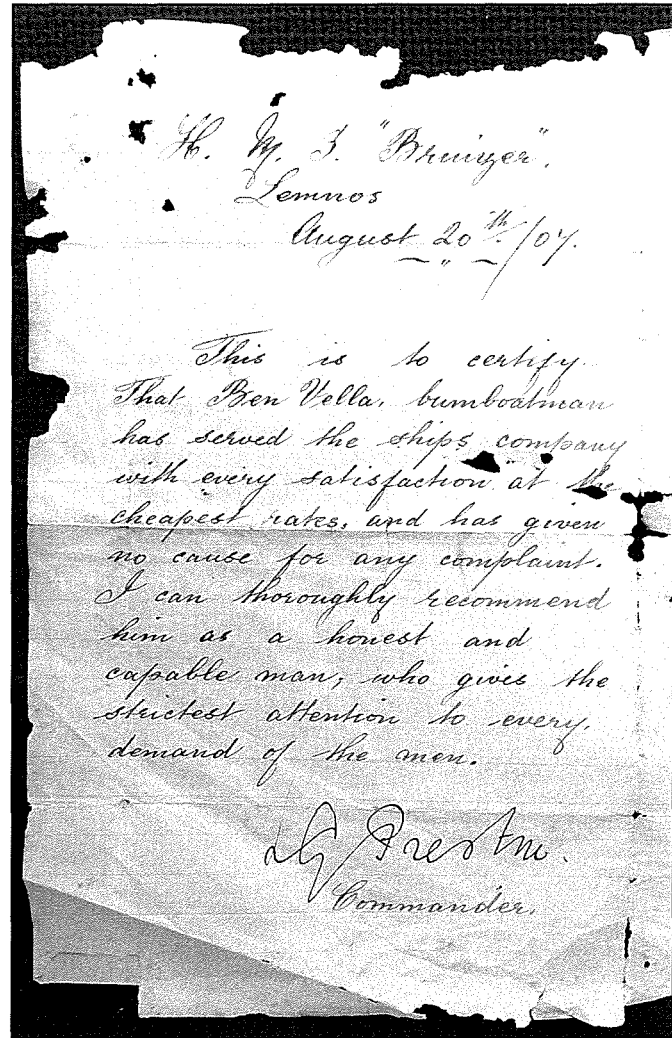 H. M. S. "Bruizer".
Lemnos
August 20th/07.
This is to certify.
That Ben Vella, bumboatman
has served the ships company
with every satisfaction at the
cheapest rates, and has given
no cause for any complaint.
I can thoroughly recommend
him as a honest and
capable man, who gives the
strictest attention to every,
demand of the men.
Preston.
Commander.